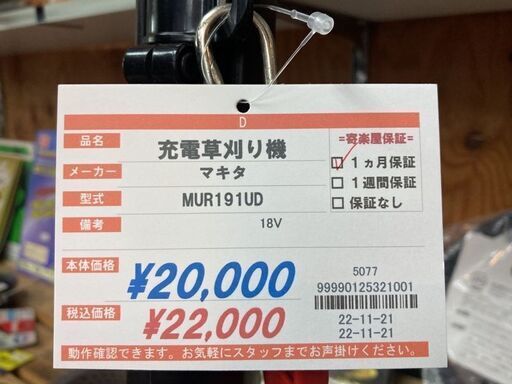 D
品名 充電草刈り機
メーカー マキタ
型式 MUR191UD
備考 18V
=寄楽屋保証=
1ヵ月保証
1週間保証
保証なし
本体価格 ¥20,000
税込価格 ¥22,000
5077
99990125321001
22-11-21
22-11-21
動作確認できます。お気軽にスタッフまでお声掛けください。